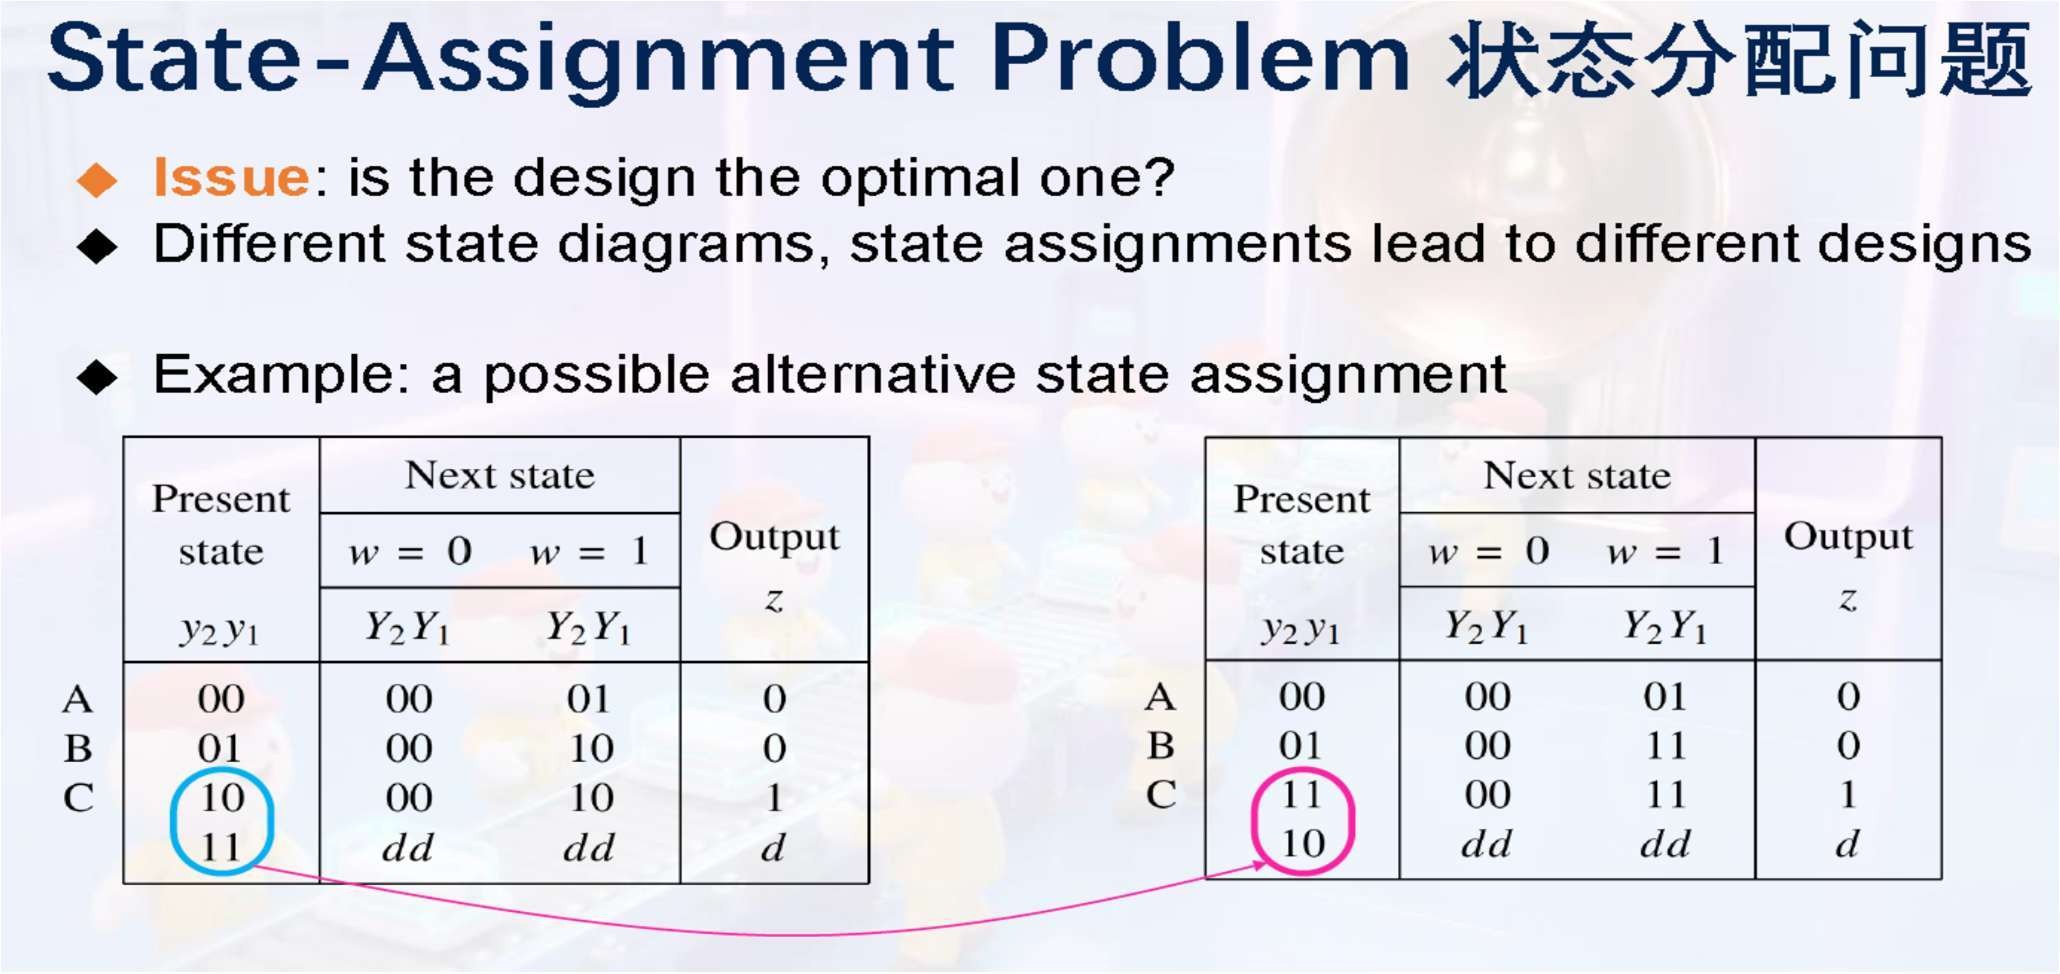 State-Assignment Problem 状态分配问题
◆ Issue: is the design the optimal one?
◆ Different state diagrams, state assignments lead to different designs
◆ Example: a possible alternative state assignment
Present state y2y1 Next state Output z
w = 0 w = 1
Y2Y1 Y2Y1
A 00 00 01 0
B 01 00 10 0
C 10 00 10 1
11 dd dd d
Present state y2y1 Next state Output z
w = 0 w = 1
Y2Y1 Y2Y1
A 00 00 01 0
B 01 00 11 0
C 11 00 11 1
10 dd dd d